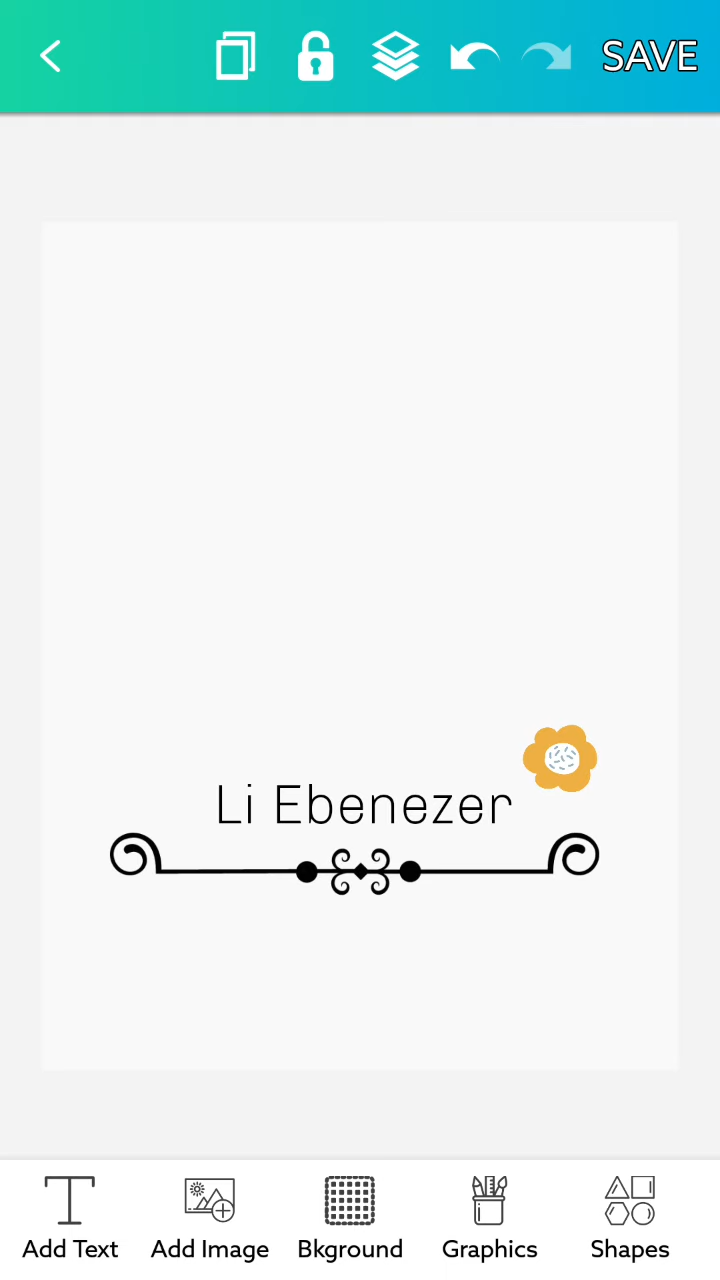 SAVE
Li Ebenezer
Add Text
Add Image
Bkground
Graphics
Shapes